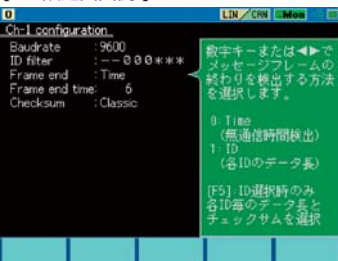 0 LIN/CAN Mon
Ch-1 configuration
Baudrate :9600
ID filter :--000***
Frame end :Time
Frame end time: 6
Checksum :Classic
数字キーまたは◀▶で
メッセージフレームの
終わりを検出する方法
を選択します。
0: Time
(無通信時間検出)
1: ID
(各IDのデータ長)
[F5]: ID選択時のみ
各ID毎のデータ長と
チェックサムを選択